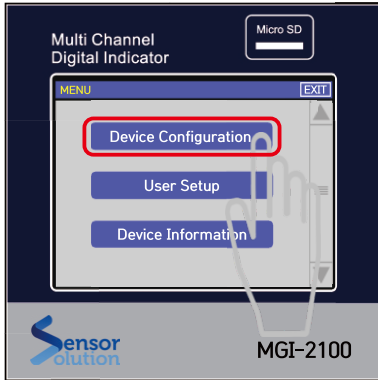 Micro SD
Multi Channel
Digital Indicator
MENU
EXIT
Device Configuration
User Setup
Device Information
Sensor
Solution
MGI-2100